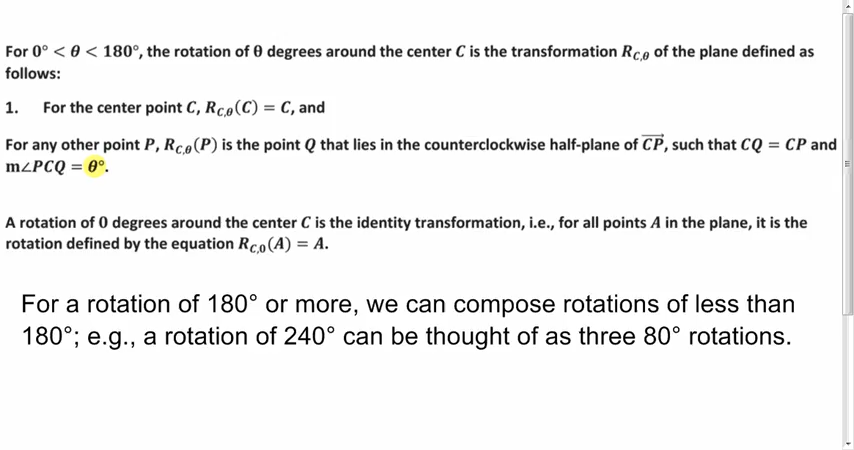 For 0° < θ < 180°, the rotation of θ degrees around the center C is the transformation R_{C,θ} of the plane defined as
follows:
1. For the center point C, R_{C,θ}(C) = C, and
For any other point P, R_{C,θ}(P) is the point Q that lies in the counterclockwise half-plane of \overrightarrow{CP}, such that CQ = CP and
m∠PCQ = θ°.
A rotation of 0 degrees around the center C is the identity transformation, i.e., for all points A in the plane, it is the
rotation defined by the equation R_{C,0}(A) = A.
For a rotation of 180° or more, we can compose rotations of less than
180°; e.g., a rotation of 240° can be thought of as three 80° rotations.